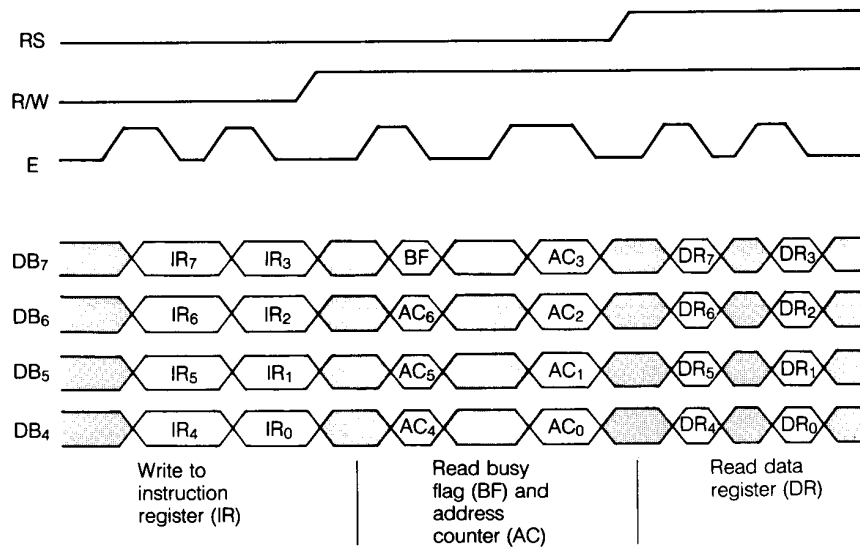 RS
R/W
E
DB₇ IR₇ IR₃ BF AC₃ DR₇ DR₃
DB₆ IR₆ IR₂ AC₆ AC₂ DR₆ DR₂
DB₅ IR₅ IR₁ AC₅ AC₁ DR₅ DR₁
DB₄ IR₄ IR₀ AC₄ AC₀ DR₄ DR₀
Write to
instruction
register (IR)
Read busy
flag (BF) and
address
counter (AC)
Read data
register (DR)